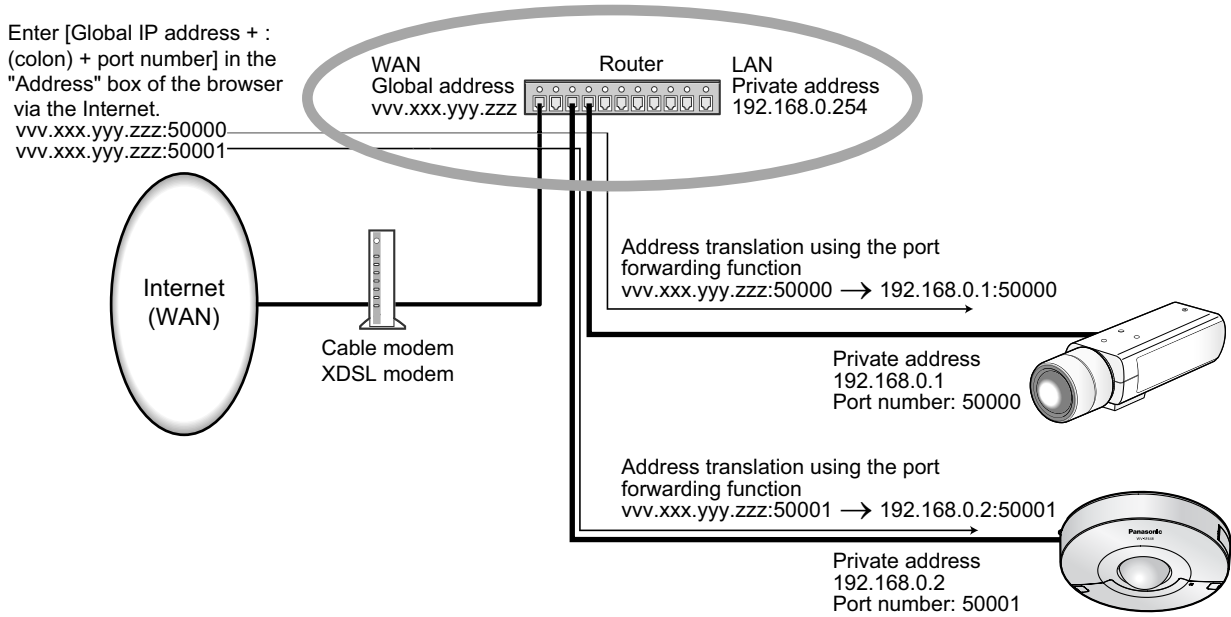 Enter [Global IP address + :
(colon) + port number] in the
"Address" box of the browser
via the Internet.
vvv.xxx.yyy.zzz:50000
vvv.xxx.yyy.zzz:50001
WAN
Global address
vvv.xxx.yyy.zzz
Router
LAN
Private address
192.168.0.254
Internet
(WAN)
Cable modem
XDSL modem
Address translation using the port
forwarding function
vvv.xxx.yyy.zzz:50000 → 192.168.0.1:50000
Private address
192.168.0.1
Port number: 50000
Address translation using the port
forwarding function
vvv.xxx.yyy.zzz:50001 → 192.168.0.2:50001
Panasonic
Private address
192.168.0.2
Port number: 50001